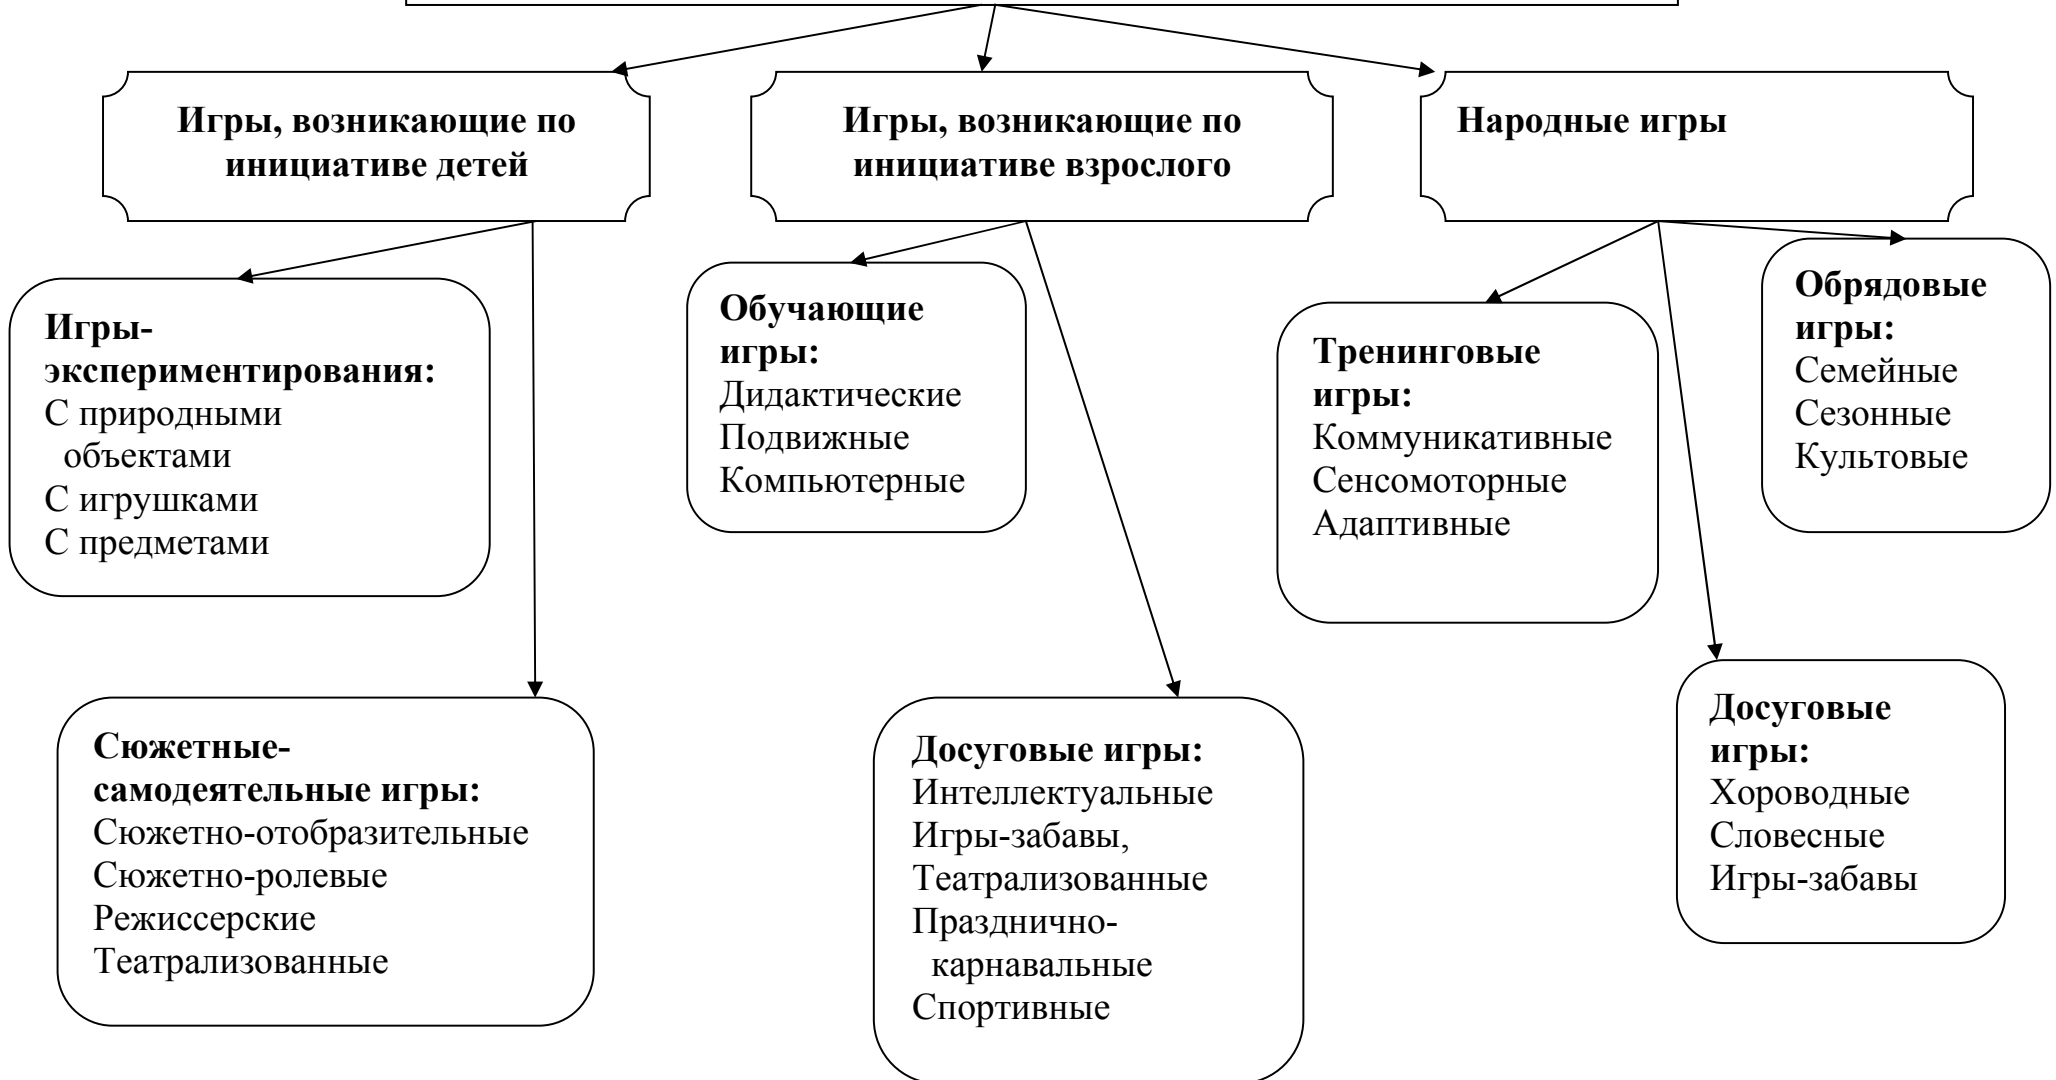 Игры, возникающие по
инициативе детей
Игры, возникающие по
инициативе взрослого
Народные игры
Игры-
экспериментирования:
С природными
объектами
С игрушками
С предметами
Обучающие
игры:
Дидактические
Подвижные
Компьютерные
Тренинговые
игры:
Коммуникативные
Сенсомоторные
Адаптивные
Обрядовые
игры:
Семейные
Сезонные
Культовые
Сюжетные-
самодеятельные игры:
Сюжетно-отобразительные
Сюжетно-ролевые
Режиссерские
Театрализованные
Досуговые игры:
Интеллектуальные
Игры-забавы,
Театрализованные
Празднично-
карнавальные
Спортивные
Досуговые
игры:
Хороводные
Словесные
Игры-забавы